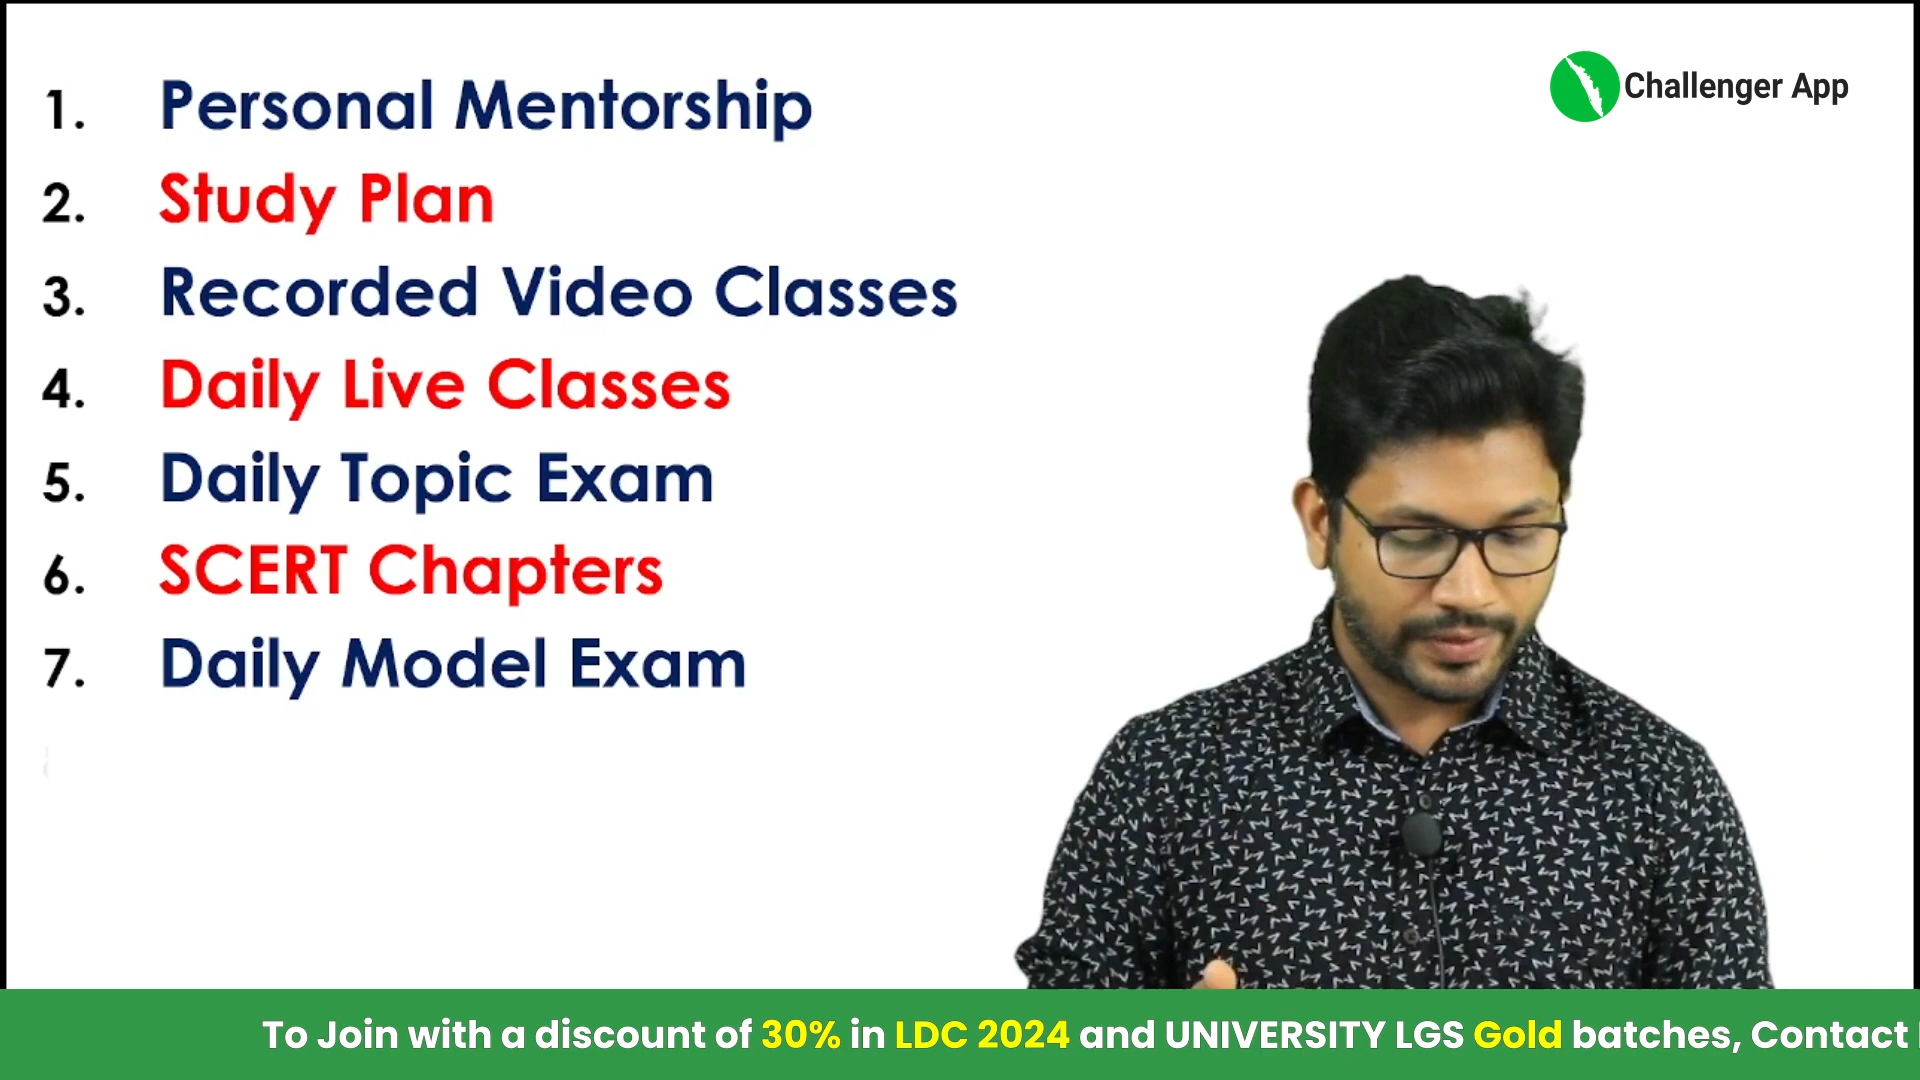 Challenger App
1. Personal Mentorship
2. Study Plan
3. Recorded Video Classes
4. Daily Live Classes
5. Daily Topic Exam
6. SCERT Chapters
7. Daily Model Exam
To Join with a discount of 30% in LDC 2024 and UNIVERSITY LGS Gold batches, Contact